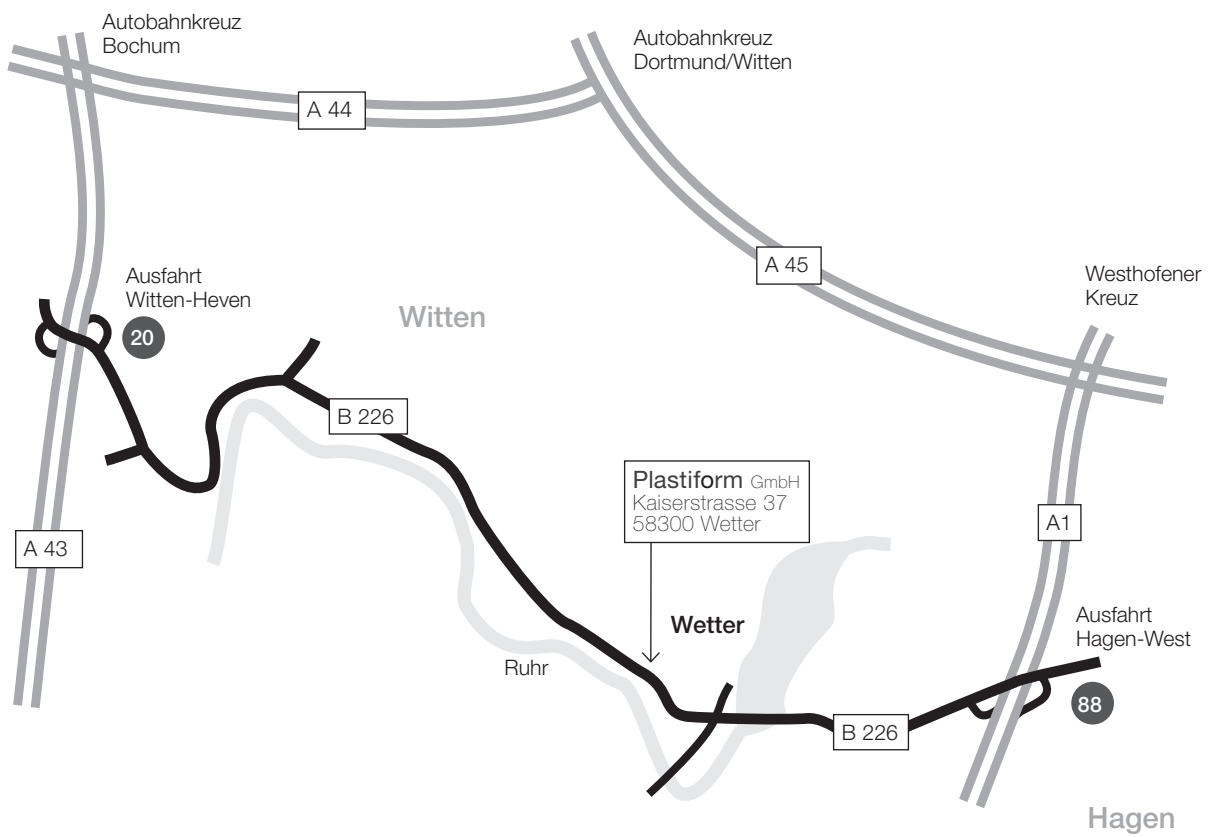 Autobahnkreuz
Bochum
Autobahnkreuz
Dortmund/Witten
A 44
A 45
Westhofener
Kreuz
Ausfahrt
Witten-Heven
20
Witten
B 226
Plastiform GmbH
Kaiserstrasse 37
58300 Wetter
A1
A 43
Wetter
Ausfahrt
Hagen-West
Ruhr
88
B 226
Hagen